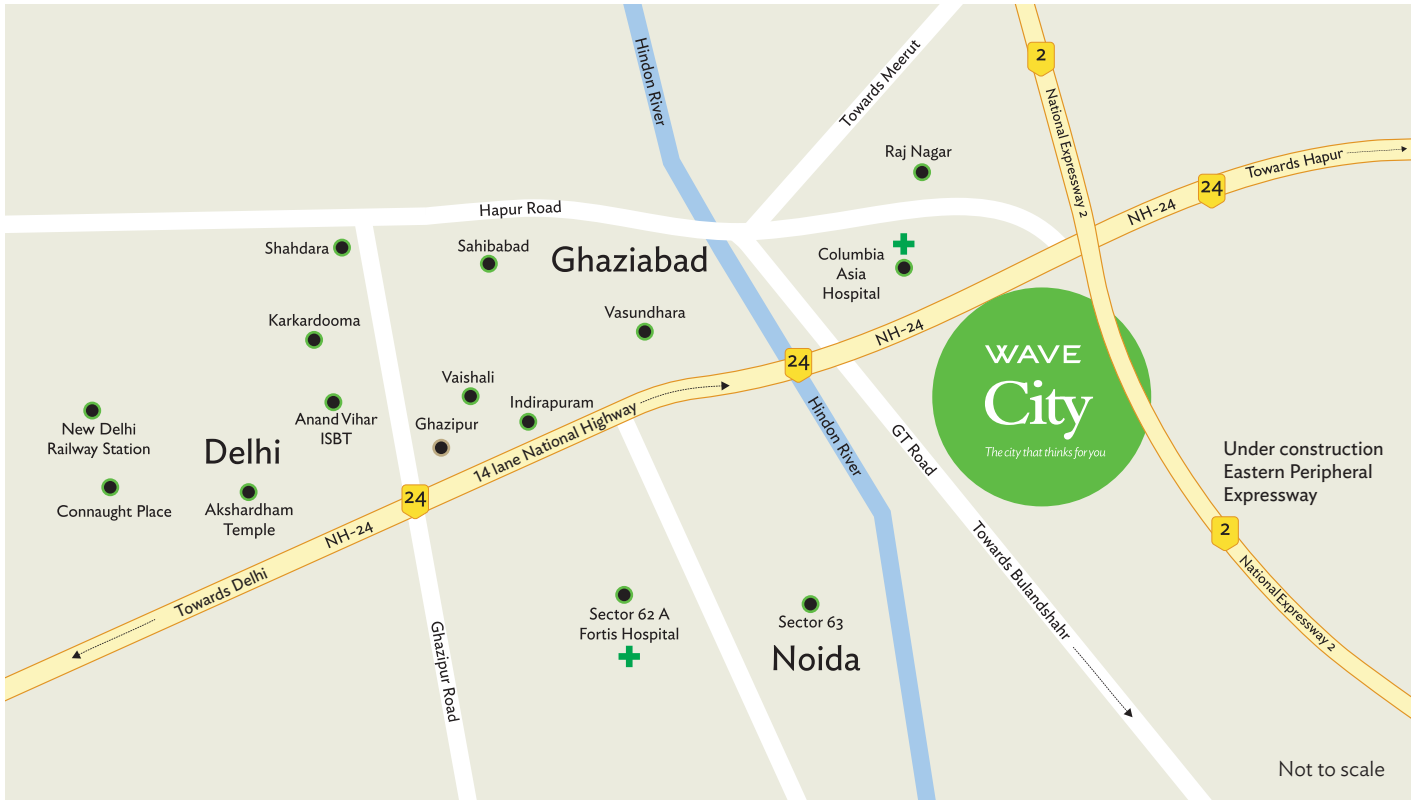 2
Hindon River
Towards Meerut
National Expressway 2
Raj Nagar
Towards Hapur
24
NH-24
Hapur Road
Shahdara
Sahibabad
Ghaziabad
Columbia
Asia
Hospital
Karkardooma
Vasundhara
NH-24
24
WAVE
City
The city that thinks for you
Vaishali
Indirapuram
Anand Vihar
ISBT
Ghazipur
14 lane National Highway
New Delhi
Railway Station
Delhi
Hindon River
GT Road
Under construction
Eastern Peripheral
Expressway
Connaught Place
Akshardham
Temple
24
NH-24
Towards Delhi
2
National Expressway 2
Towards Bulandshahr
Sector 62 A
Fortis Hospital
Sector 63
Noida
Ghazipur Road
Not to scale